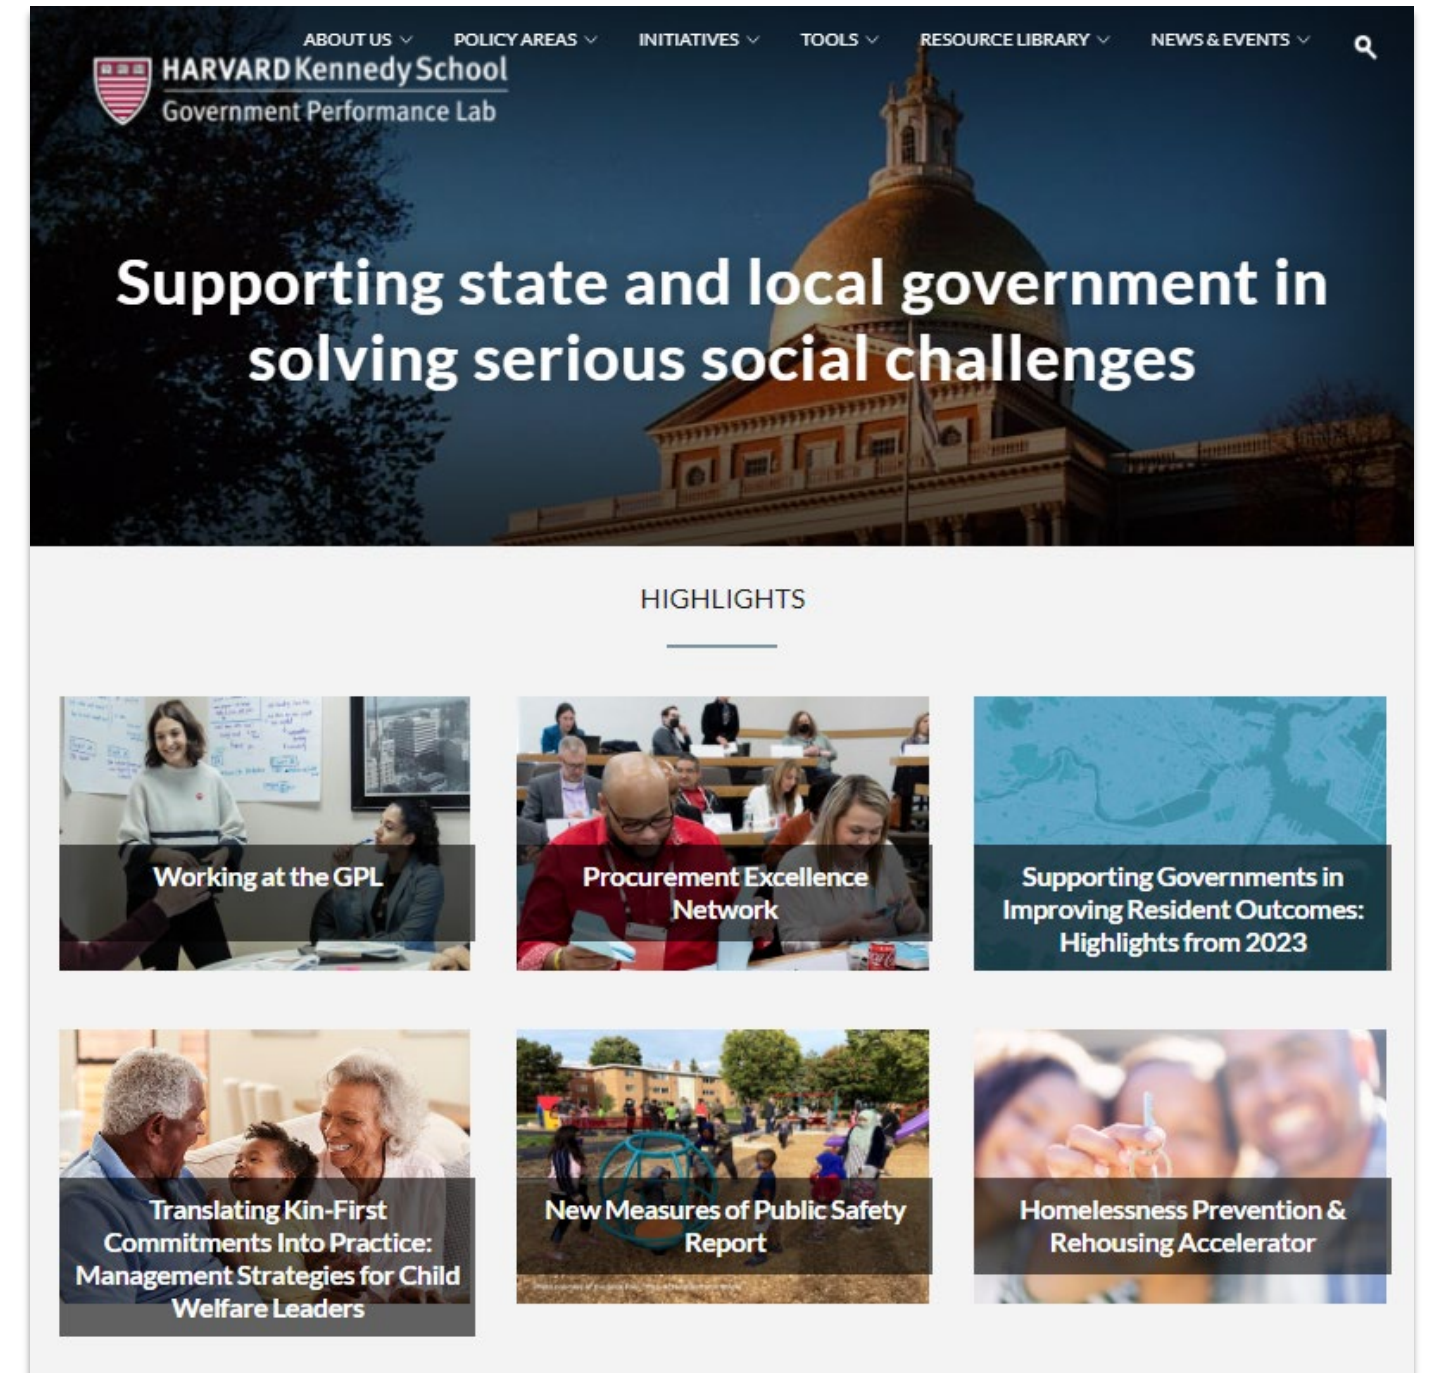 ABOUT US
POLICY AREAS
INITIATIVES
TOOLS
RESOURCE LIBRARY
NEWS & EVENTS
HARVARD Kennedy School
Government Performance Lab
Supporting state and local government in
solving serious social challenges
HIGHLIGHTS
Working at the GPL
Procurement Excellence
Network
Supporting Governments in
Improving Resident Outcomes:
Highlights from 2023
Translating Kin-First
Commitments Into Practice:
Management Strategies for Child
Welfare Leaders
New Measures of Public Safety
Report
Homelessness Prevention &
Rehousing Accelerator